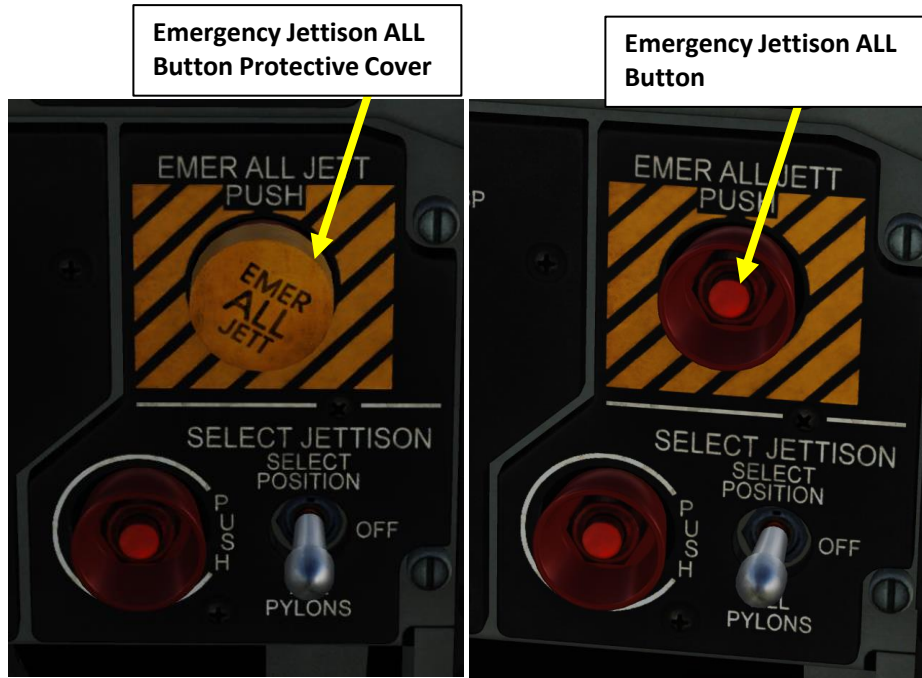 Emergency Jettison ALL
Button Protective Cover
Emergency Jettison ALL
Button
EMER ALL JETT
PUSH
EMER
ALL
JETT
SELECT JETTISON
SELECT
POSITION
OFF
PUSH
PYLONS
EMER ALL JETT
PUSH
SELECT JETTISON
SELECT
POSITION
OFF
PUSH
PYLONS